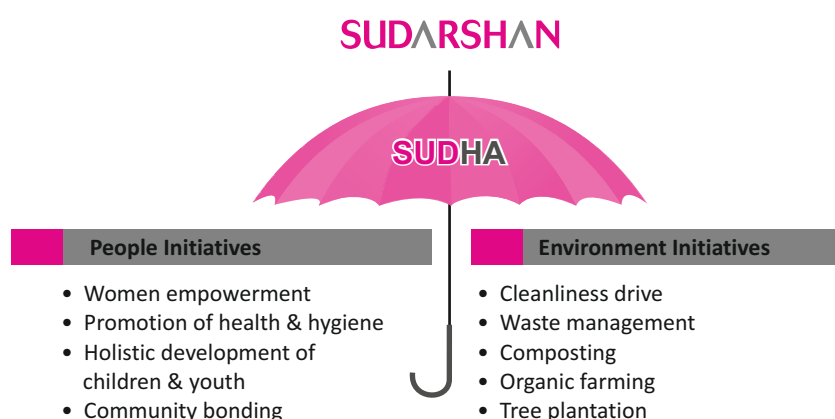 SUDARSHAN
SUDHA
People Initiatives
• Women empowerment
• Promotion of health & hygiene
• Holistic development of
children & youth
• Community bonding
Environment Initiatives
• Cleanliness drive
• Waste management
• Composting
• Organic farming
• Tree plantation